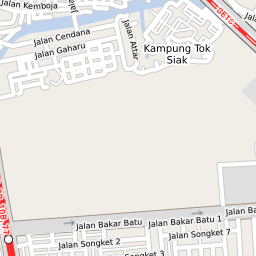 Jalan Kemboja
Jalan Cendana
Jalan Gaharu
Jalan Attar
Kampung Tok
Siak
Jalan Bakar Batu
Jalan Bakar Batu 1
Jalan Bakar
Jalan Songket 7
Jalan Songket 2
Jalan Songket